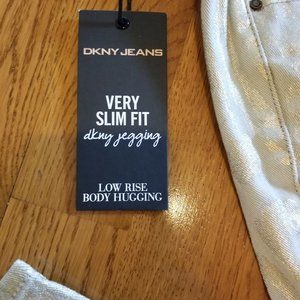 DKNY JEANS
VERY
SLIM FIT
dkny jegging
LOW RISE
BODY HUGGING